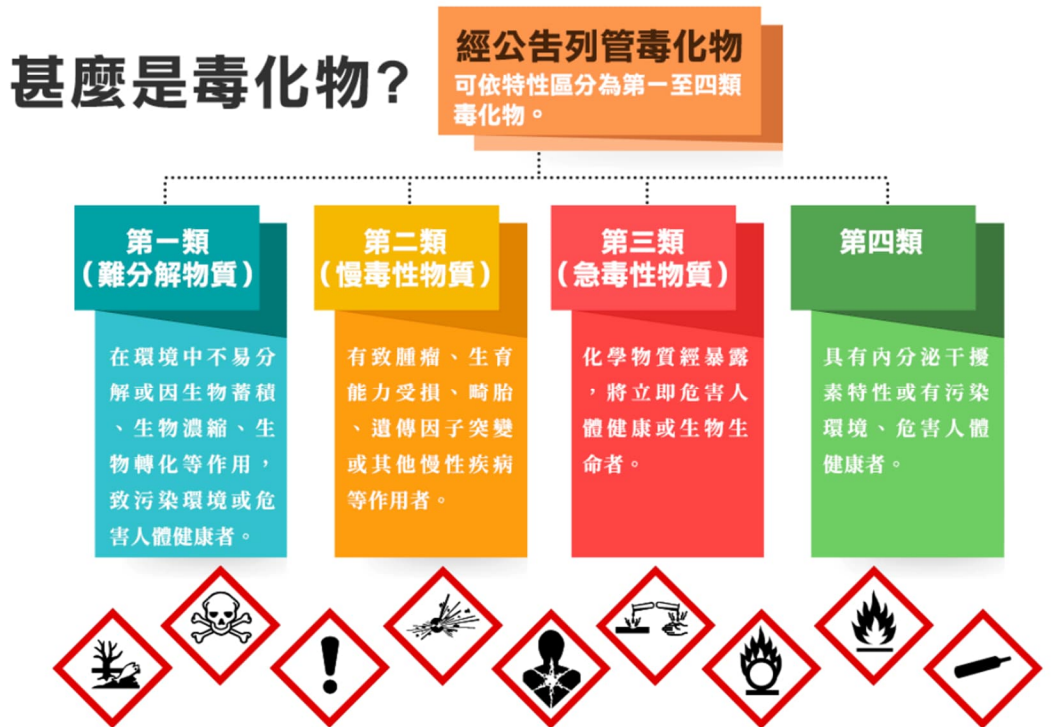 甚麼是毒化物?
經公告列管毒化物
可依特性區分為第一至四類
毒化物。
第一類
(難分解物質)
在環境中不易分
解或因生物蓄積
、生物濃縮、生
物轉化等作用，
致污染環境或危
害人體健康者。
第二類
(慢毒性物質)
有致腫瘤、生育
能力受損、畸胎
、遺傳因子突變
或其他慢性疾病
等作用者。
第三類
(急毒性物質)
化學物質經暴露
，將立即危害人
體健康或生物生
命者。
第四類
具有內分泌干擾
素特性或有污染
環境、危害人體
健康者。